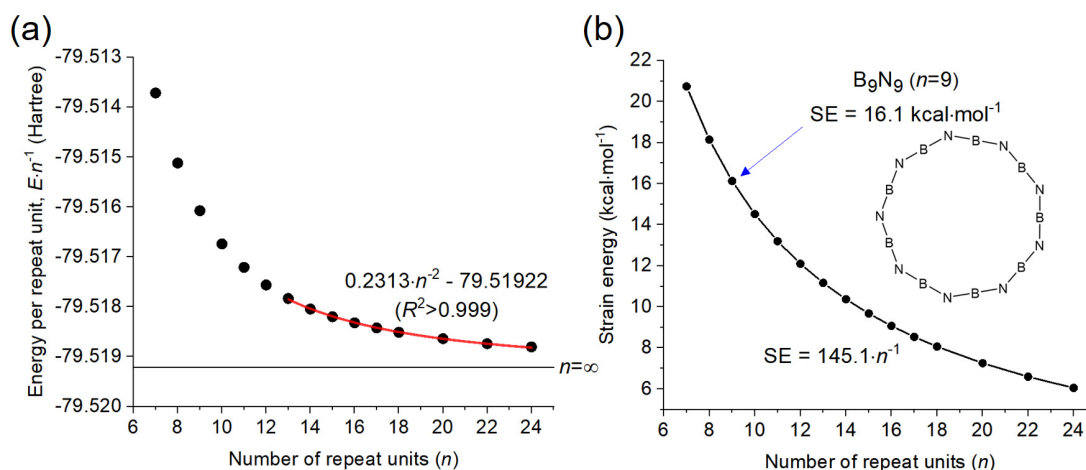 (a)
-79.513
-79.514
-79.515
-79.516
-79.517
-79.518
-79.519
-79.520
Energy per repeat unit, E·n⁻¹ (Hartree)
0.2313·n⁻² - 79.51922
(R²>0.999)
n=∞
6 8 10 12 14 16 18 20 22 24
Number of repeat units (n)
(b)
22
20
18
16
14
12
10
8
6
Strain energy (kcal·mol⁻¹)
B₉N₉ (n=9)
SE = 16.1 kcal·mol⁻¹
N
B
N
B
N
B
N
B
N
B
N
B
N
B
N
B
N
B
SE = 145.1·n⁻¹
6 8 10 12 14 16 18 20 22 24
Number of repeat units (n)